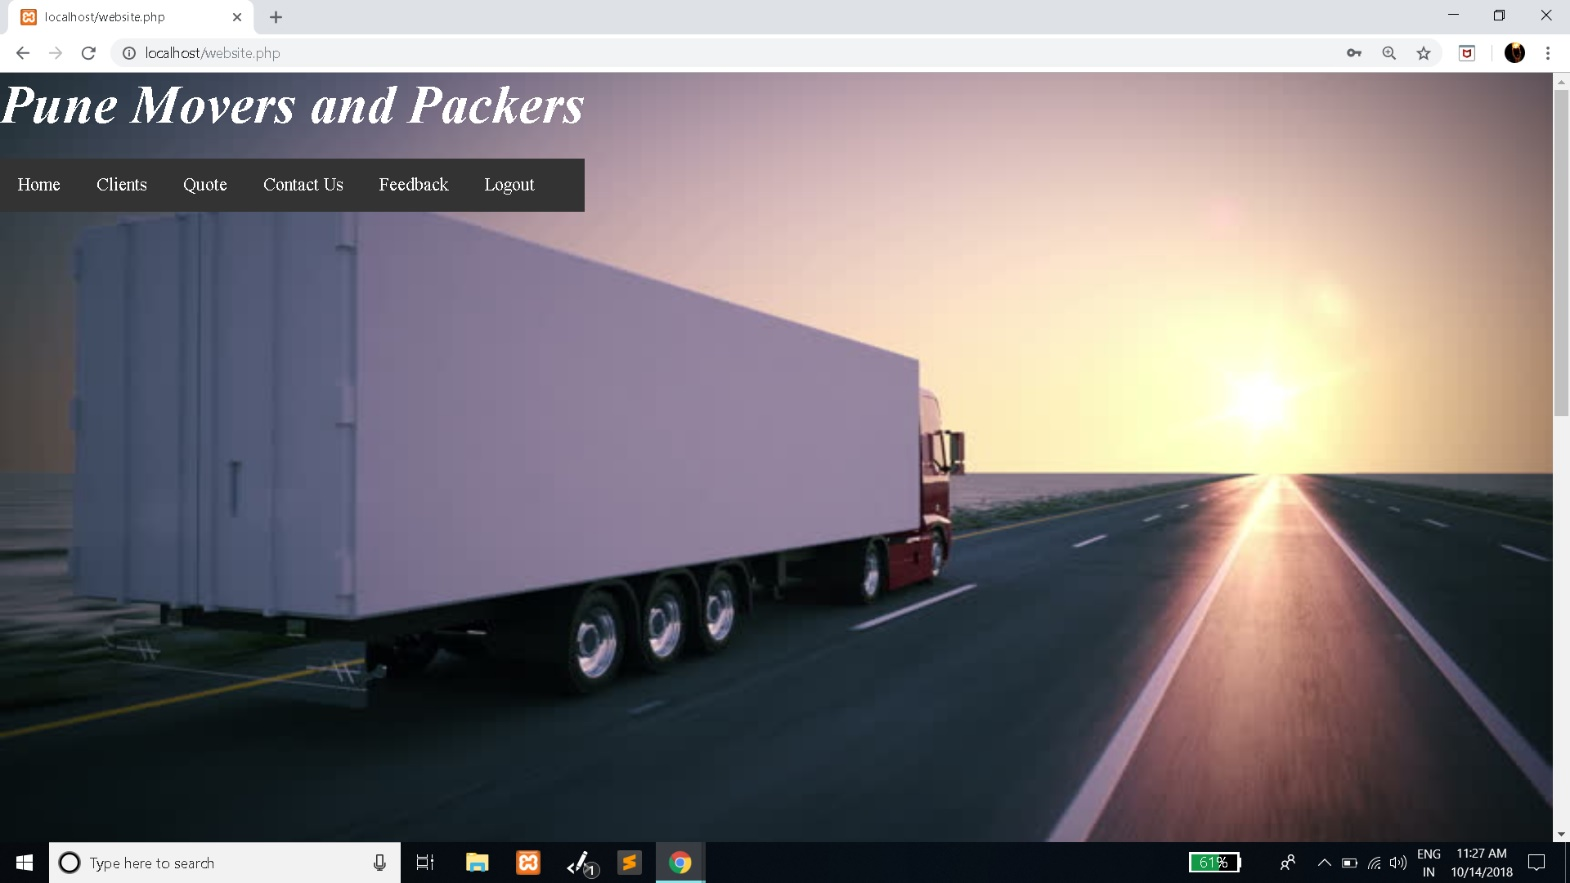 localhost/website.php
localhost/website.php
Pune Movers and Packers
Home Clients Quote Contact Us Feedback Logout
Type here to search
1
61%
ENG
IN
11:27 AM
10/14/2018